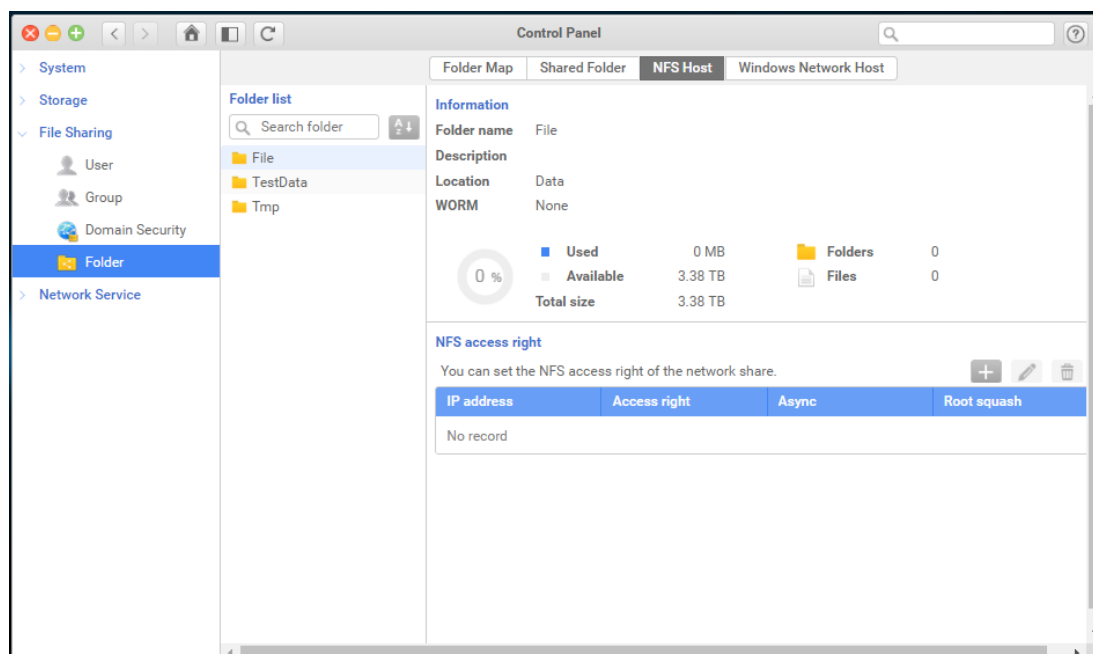 Control Panel
Folder Map Shared Folder NFS Host Windows Network Host
System
Storage
File Sharing
User
Group
Domain Security
Folder
Network Service
Folder list
Search folder
A Z
File
TestData
Tmp
Information
Folder name File
Description
Location Data
WORM None
0 %
Used 0 MB
Available 3.38 TB
Total size 3.38 TB
Folders 0
Files 0
NFS access right
You can set the NFS access right of the network share.
IP address Access right Async Root squash
No record